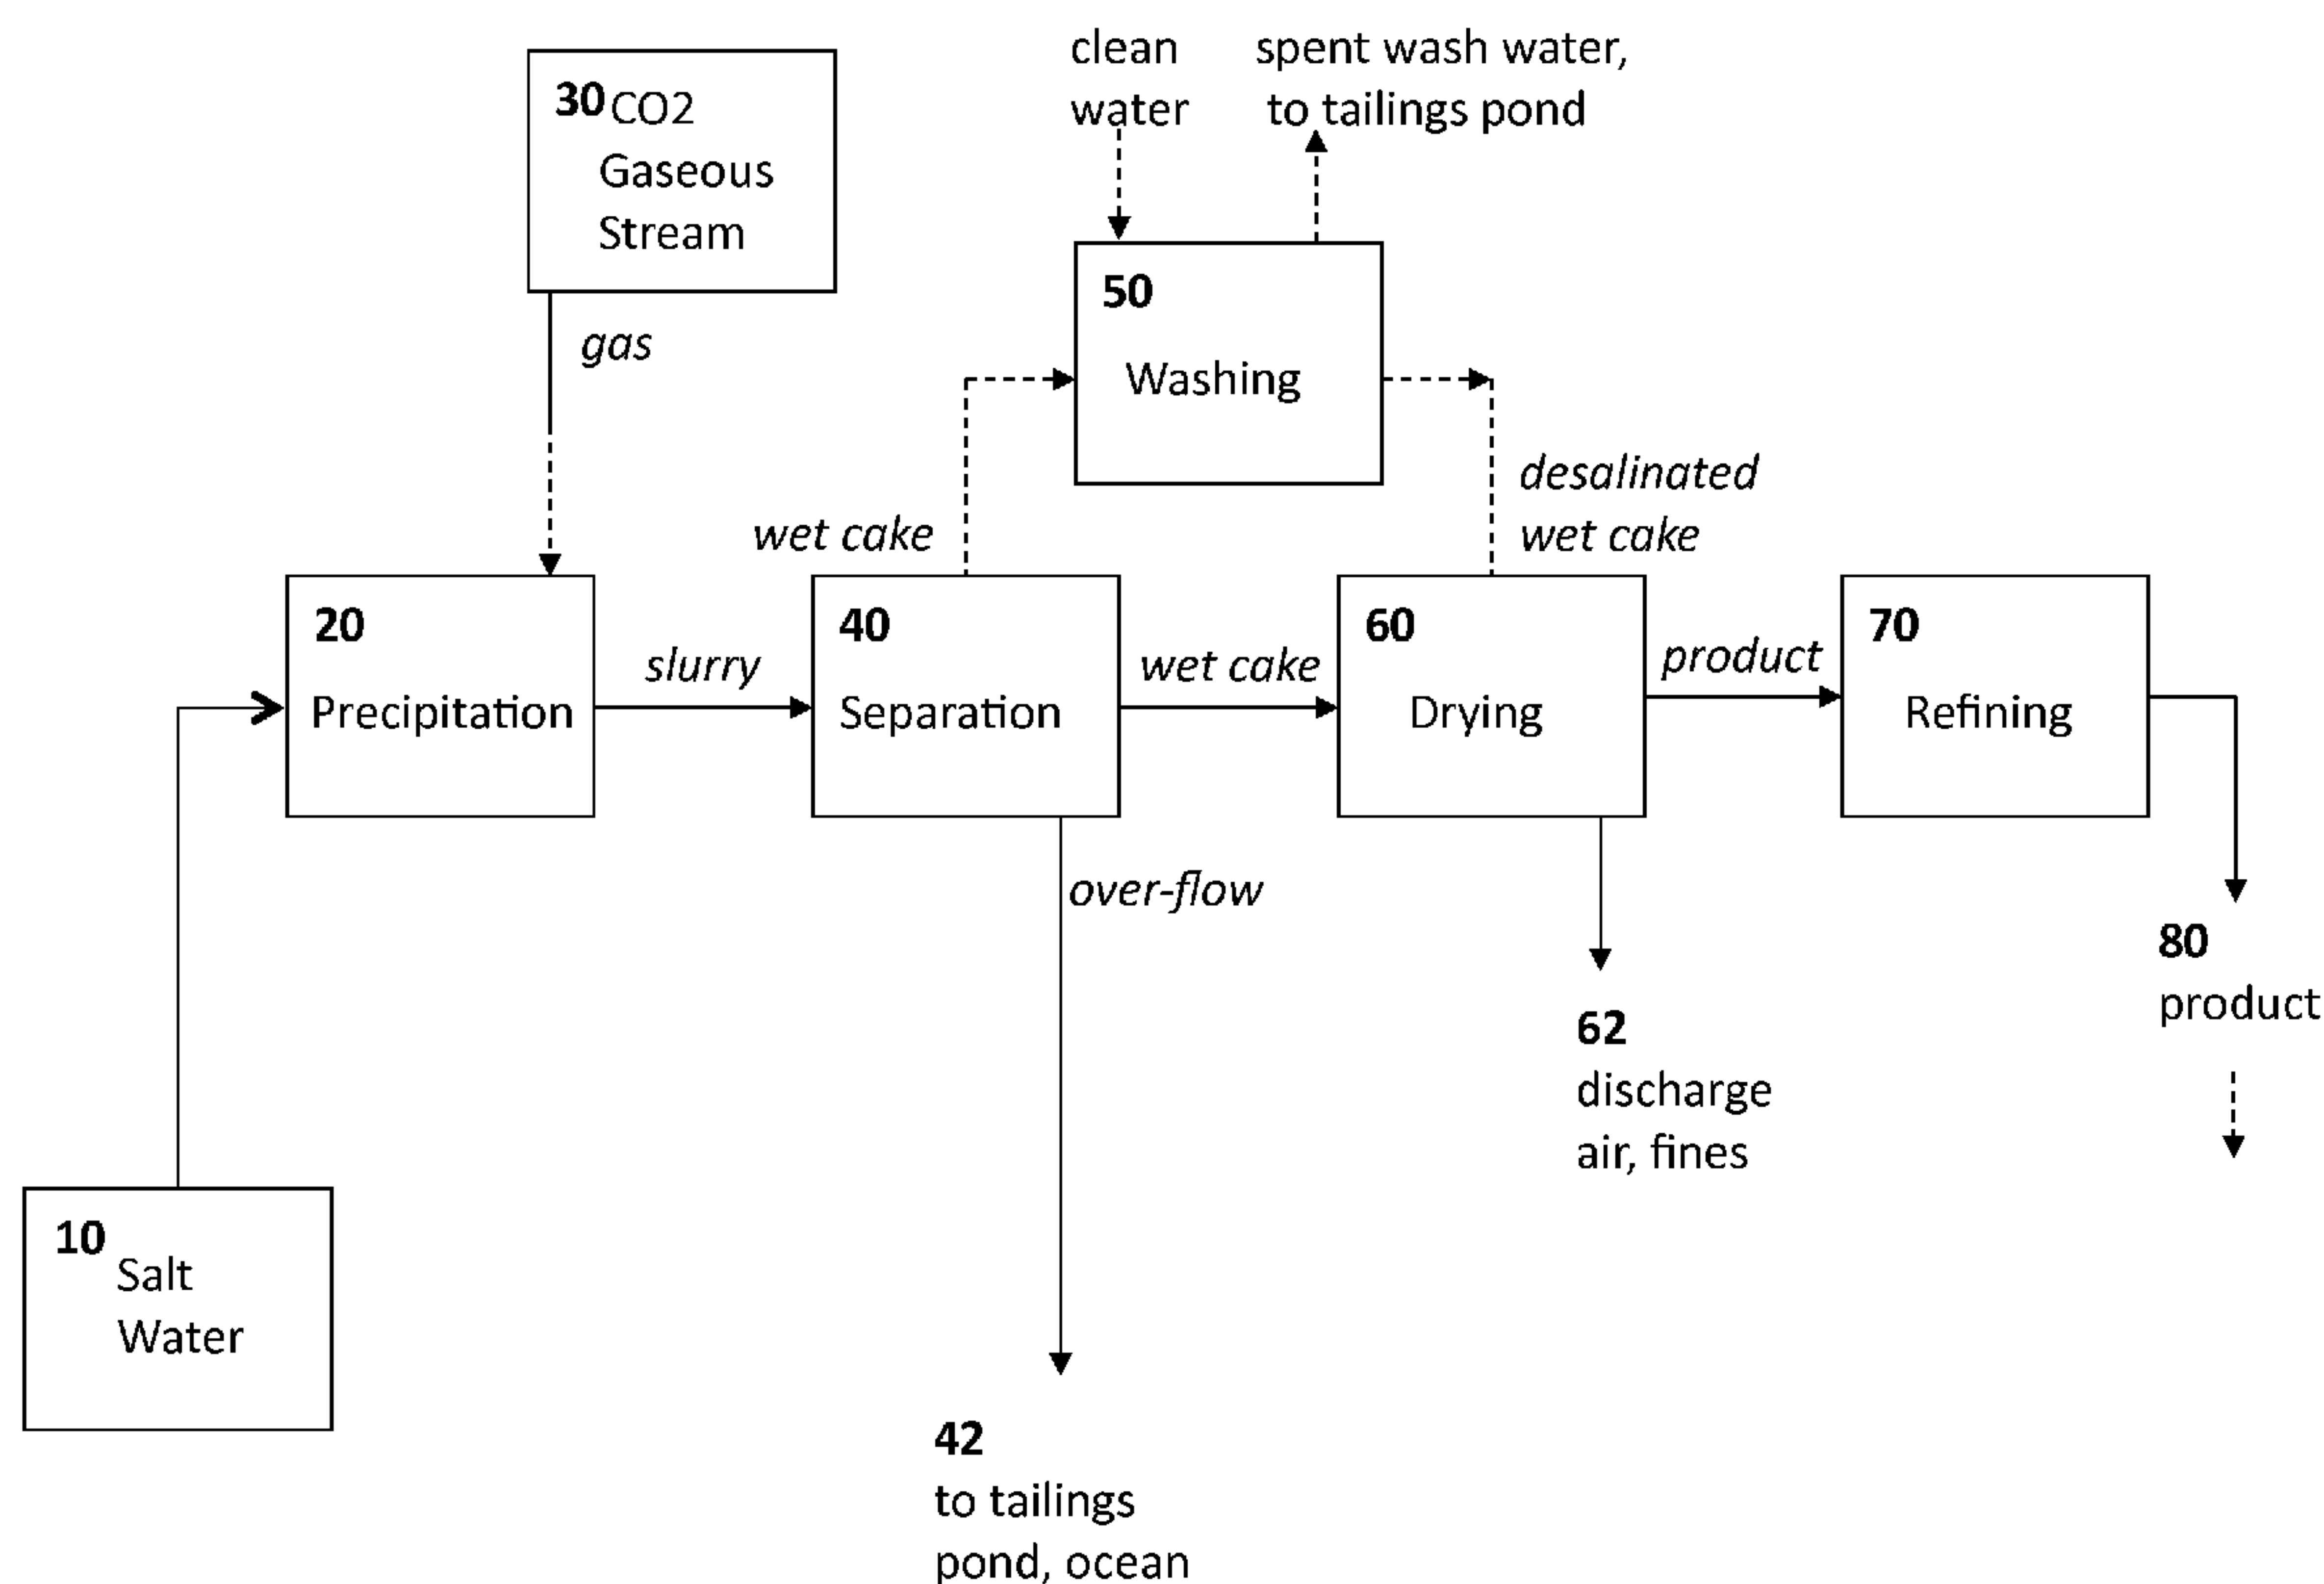 clean
water
spent wash water,
to tailings pond
30 CO2
Gaseous
Stream
gas
50
Washing
wet cake
desalinated
wet cake
20
Precipitation
slurry
40
Separation
wet cake
60
Drying
product
70
Refining
over-flow
80
product
62
discharge
air, fines
10
Salt
Water
42
to tailings
pond, ocean